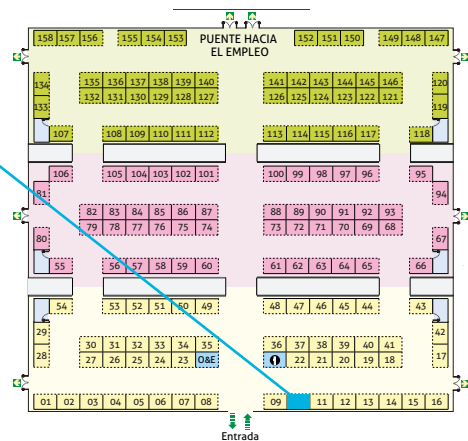 PUENTE HACIA
EL EMPLEO
158 157 156 155 154 153 152 151 150 149 148 147
134 135 136 137 138 139 140 141 142 143 144 145 146 120
133 132 131 130 129 128 127 126 125 124 123 122 121 119
107 108 109 110 111 112 113 114 115 116 117 118
106 105 104 103 102 101 100 99 98 97 96 95
81 94
82 83 84 85 86 87 88 89 90 91 92 93
80 79 78 77 76 75 74 73 72 71 70 69 68 67
55 56 57 58 59 60 61 62 63 64 65 66
54 53 52 51 50 49 48 47 46 45 44 43
29 42
30 31 32 33 34 35 36 37 38 39 40 41
28 27 26 25 24 23 O&E 22 21 20 19 18 17
01 02 03 04 05 06 07 08 09 11 12 13 14 15 16
Entrada